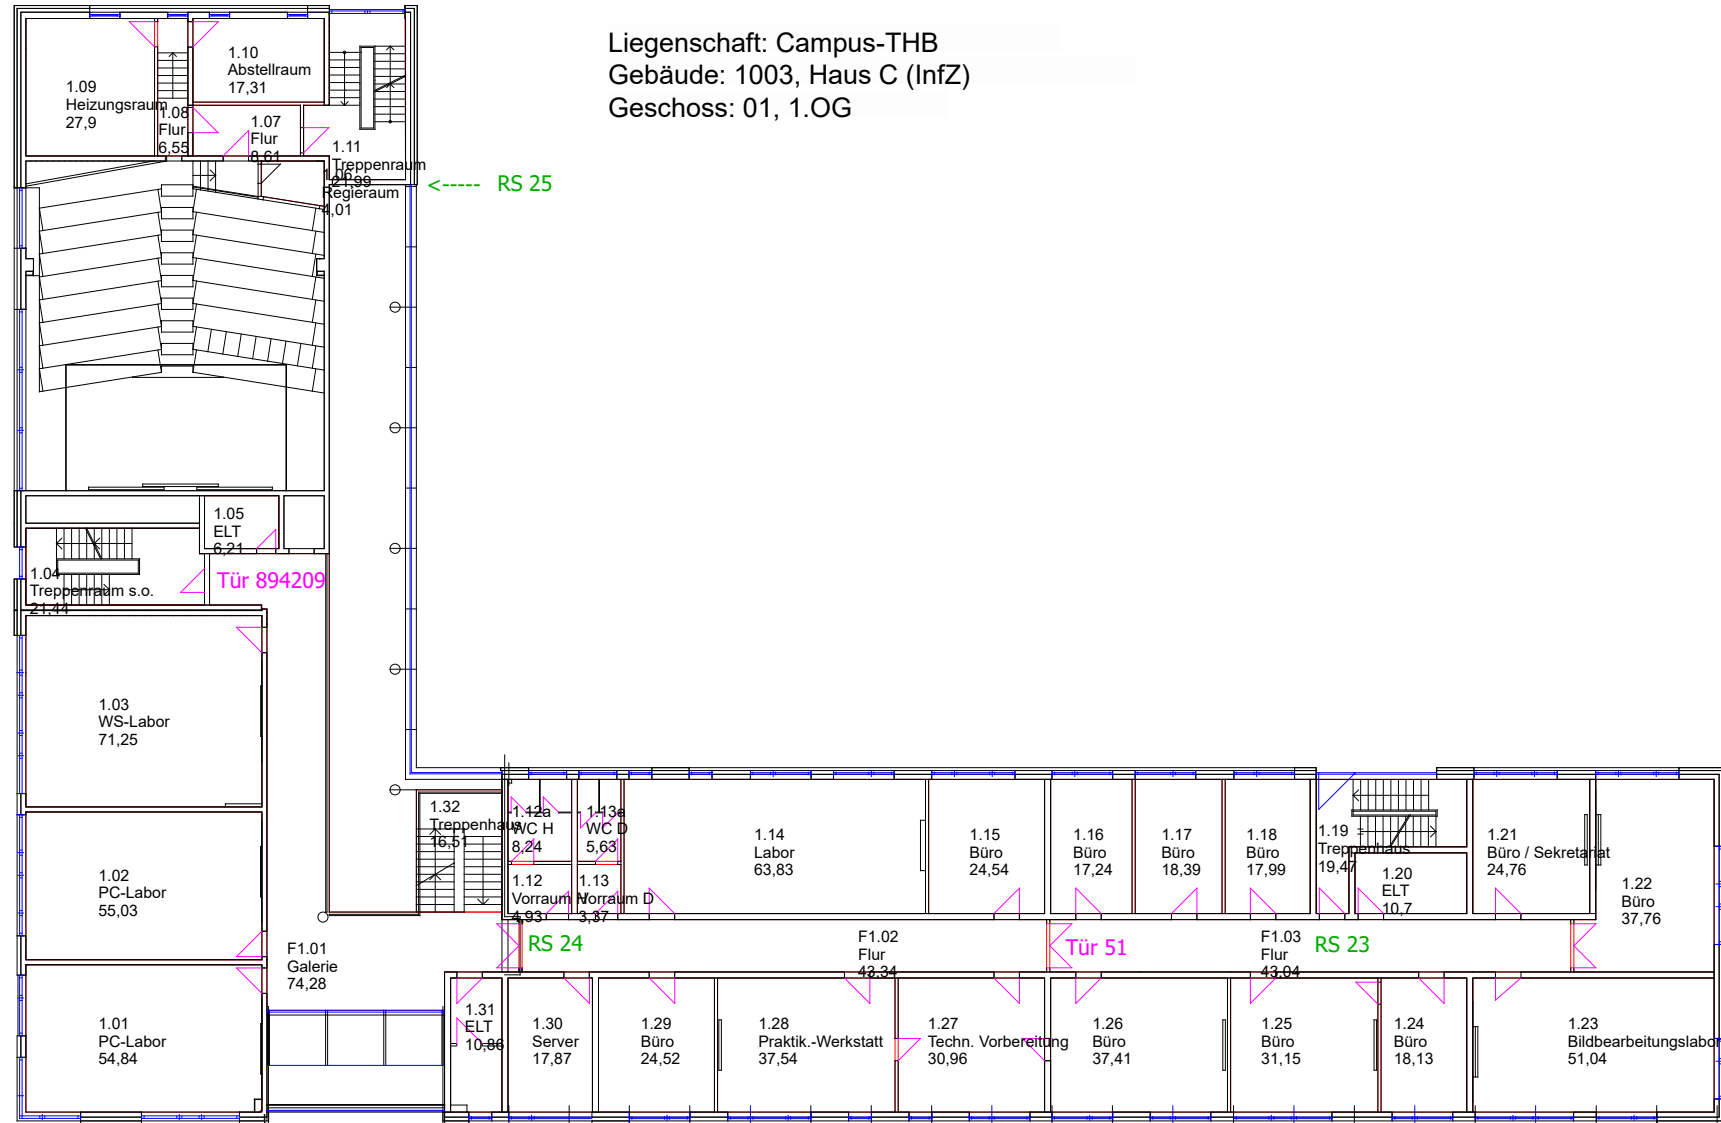 Liegenschaft: Campus-THB
Gebäude: 1003, Haus C (InfZ)
Geschoss: 01, 1.OG
1.09
Heizungsraum
27,9
1.10
Abstellraum
17,31
1.08
Flur
6,55
1.07
Flur
8,61
1.11
Treppenraum
21,99
1.06
Regieraum
4,01
<----- RS 25
1.05
ELT
6,21
1.04
Treppenraum s.o.
21,44
Tür 894209
1.03
WS-Labor
71,25
1.02
PC-Labor
55,03
1.01
PC-Labor
54,84
F1.01
Galerie
74,28
1.32
Treppenhaus
16,51
1.12a
WC H
8,24
1.13a
WC D
5,63
1.12
Vorraum H
4,93
1.13
Vorraum D
3,37
1.14
Labor
63,83
1.15
Büro
24,54
1.16
Büro
17,24
1.17
Büro
18,39
1.18
Büro
17,99
1.19
Treppenhaus
19,47
1.20
ELT
10,7
1.21
Büro / Sekretariat
24,76
1.22
Büro
37,76
RS 24
F1.02
Flur
43,34
Tür 51
F1.03
Flur
43,04
RS 23
1.31
ELT
10,86
1.30
Server
17,87
1.29
Büro
24,52
1.28
Praktik.-Werkstatt
37,54
1.27
Techn. Vorbereitung
30,96
1.26
Büro
37,41
1.25
Büro
31,15
1.24
Büro
18,13
1.23
Bildbearbeitungslabor
51,04